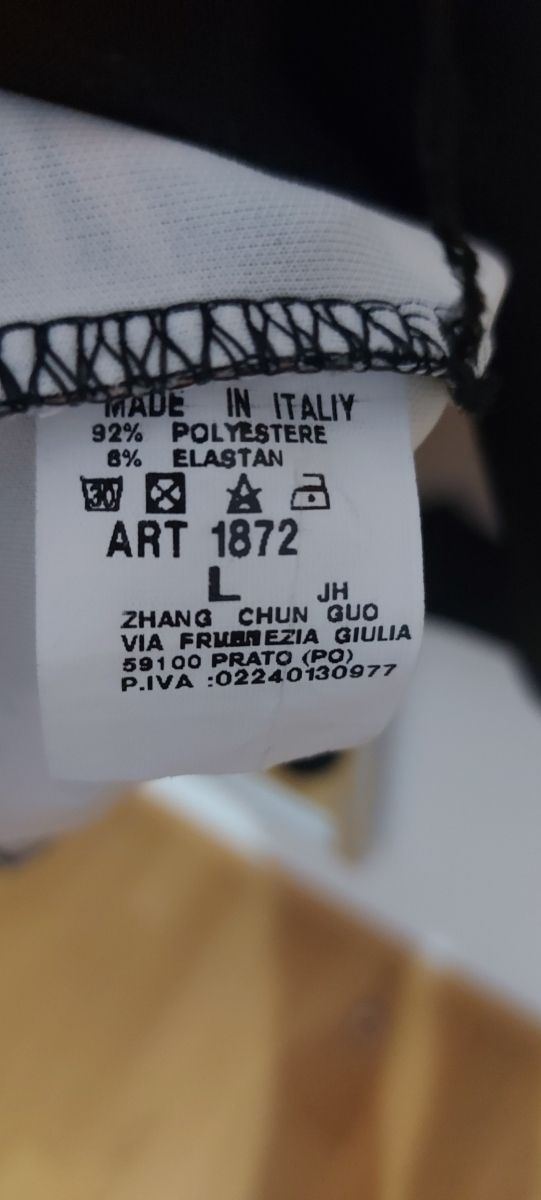 MADE IN ITALIY
92% POLYESTERE
8% ELASTAN
30
ART 1872
L JH
ZHANG CHUN GUO
VIA GIULIA
59100 PRATO (PO)
P.IVA :02240130977